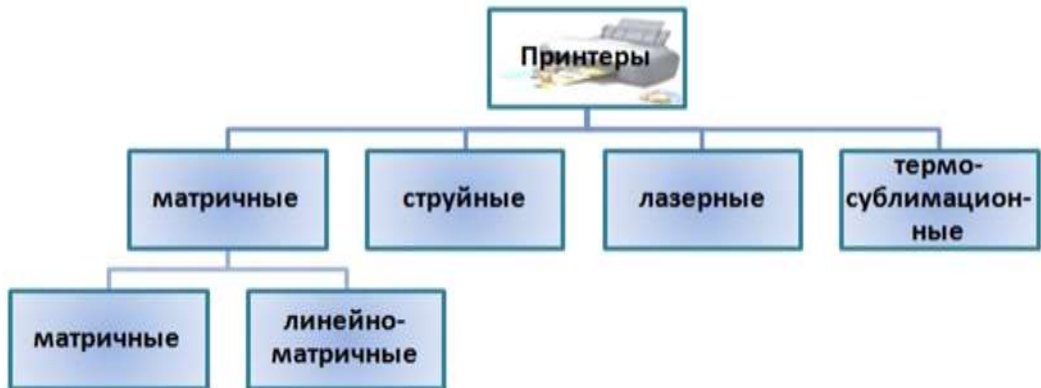 Принтеры
матричные
струйные
лазерные
термо-
сублимацион-
ные
матричные
линейно-
матричные